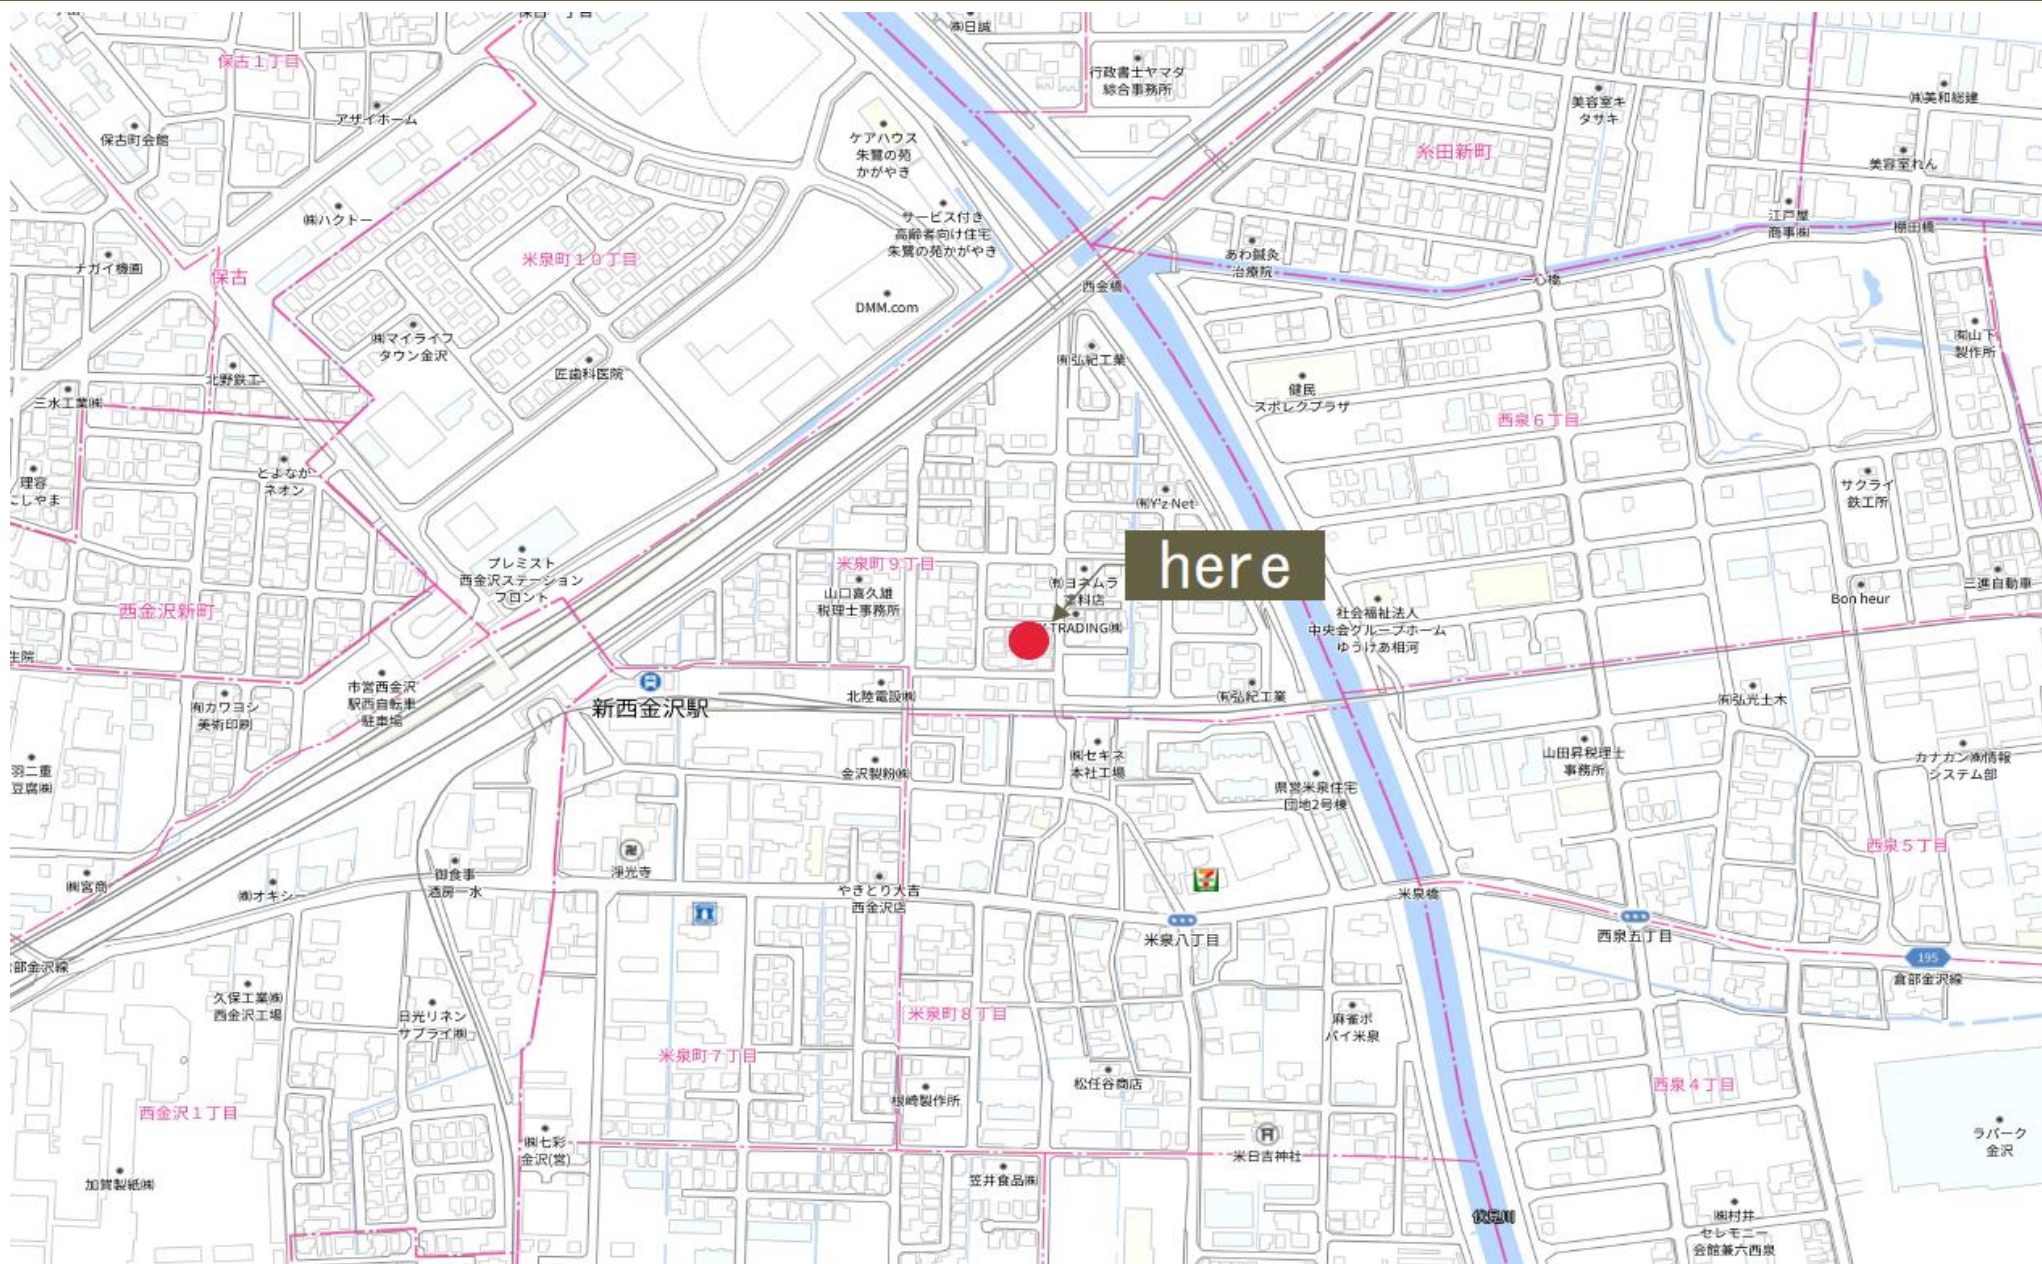 ㈱日誠
保古１丁目
行政書士ヤマダ
綜合事務所
美容室キ
タサキ
㈱美和総建
アザイホーム
保古町会館
ケアハウス
朱鷺の苑
かがやき
糸田新町
美容室れん
㈱ハクトー
サービス付き
高齢者向け住宅
朱鷺の苑かがやき
江戸屋
商事㈱
棚田橋
ナガイ機画
保古
米泉町１０丁目
あわ鍼灸
治療院
一心橋
西金橋
DMM.com
㈱マイライフ
タウン金沢
㈲山下
製作所
北野鉄工
匠歯科医院
㈲弘紀工業
健民
スポレクプラザ
三水工業㈱
西泉６丁目
とよなか
ネオン
理容
こしやま
㈲Y'z Net
サクライ
鉄工所
here
プレミスト
西金沢ステーション
フロント
米泉町９丁目
山口喜久雄
税理士事務所
㈲ヨネムラ
塗料店
TRADING㈱
西金沢新町
社会福祉法人
中央会グループホーム
ゆうけあ相河
Bon heur
三進自動車
生院
市営西金沢
駅西自転車
駐車場
新西金沢駅
北陸電設㈱
㈲弘紀工業
㈲弘光土木
㈲カワヨシ
美術印刷
羽二重
豆腐㈱
金沢製粉㈱
㈱セキネ
本社工場
県営米泉住宅
団地2号棟
山田昇税理士
事務所
カナカン㈱情報
システム部
西泉５丁目
㈱宮商
㈱オキシー
御食事
酒房一水
淨光寺
やきとり大吉
西金沢店
米泉橋
米泉八丁目
西泉五丁目
195
倉部金沢線
部金沢線
久保工業㈱
西金沢工場
日光リネン
サプライ㈱
米泉町８丁目
麻雀ポ
パイ米泉
米泉町７丁目
松任谷商店
西泉４丁目
根崎製作所
西金沢１丁目
㈱七彩
金沢(営)
米日吉神社
ラパーク
金沢
加賀製紙㈱
笠井食品㈱
伏見川
㈱村井
セレモニー
会館兼六西泉